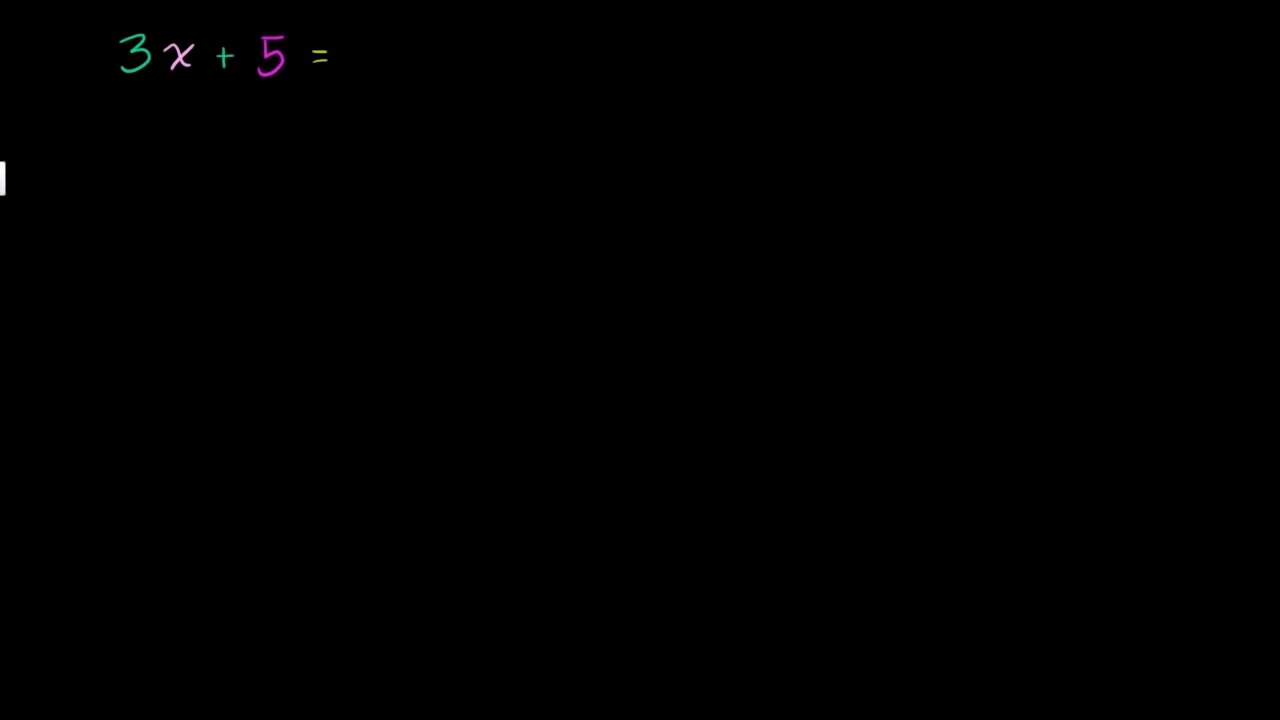 3x + 5 =